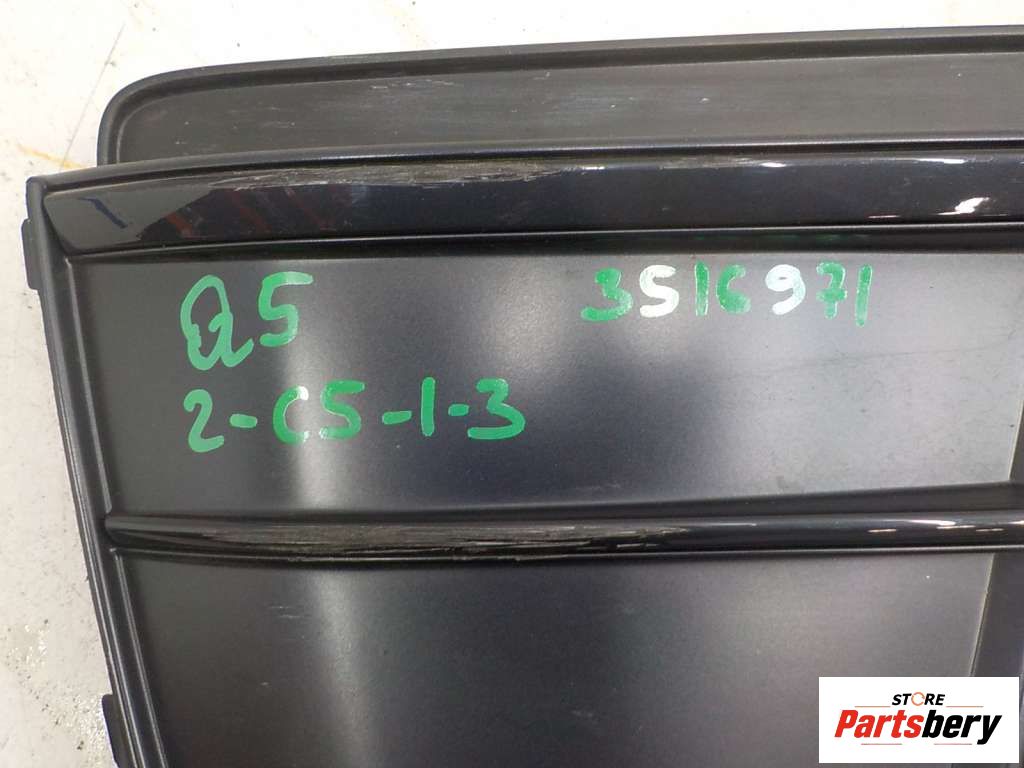 Q5 3516971
2-C5-1-3
STORE
Partsbery